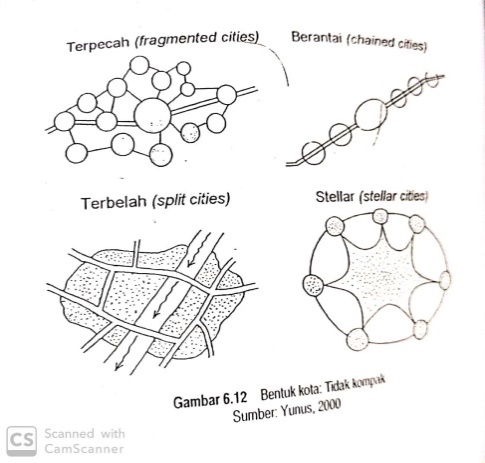 Terpecah (fragmented cities)
Berantai (chained cities)
Terbelah (split cities)
Stellar (stellar cities)
Gambar 6.12 Bentuk kota: Tidak kompak
Sumber: Yunus, 2000
CS Scanned with
CamScanner